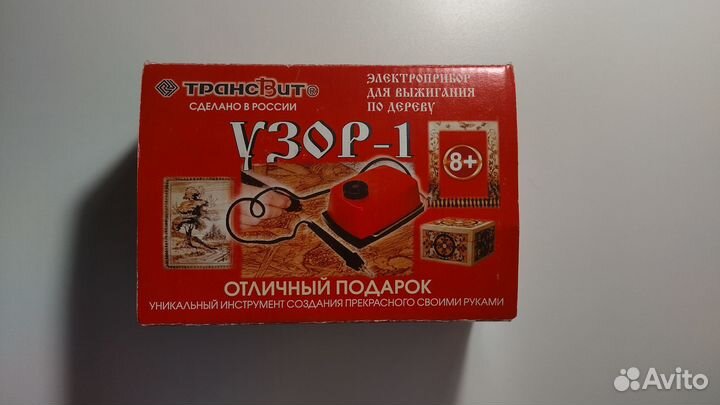 ТРАНСВИТ®
СДЕЛАНО В РОССИИ
ЭЛЕКТРОПРИБОР
ДЛЯ ВЫЖИГАНИЯ
ПО ДЕРЕВУ
УЗОР-1
8+
ОТЛИЧНЫЙ ПОДАРОК
УНИКАЛЬНЫЙ ИНСТРУМЕНТ СОЗДАНИЯ ПРЕКРАСНОГО СВОИМИ РУКАМИ
Avito